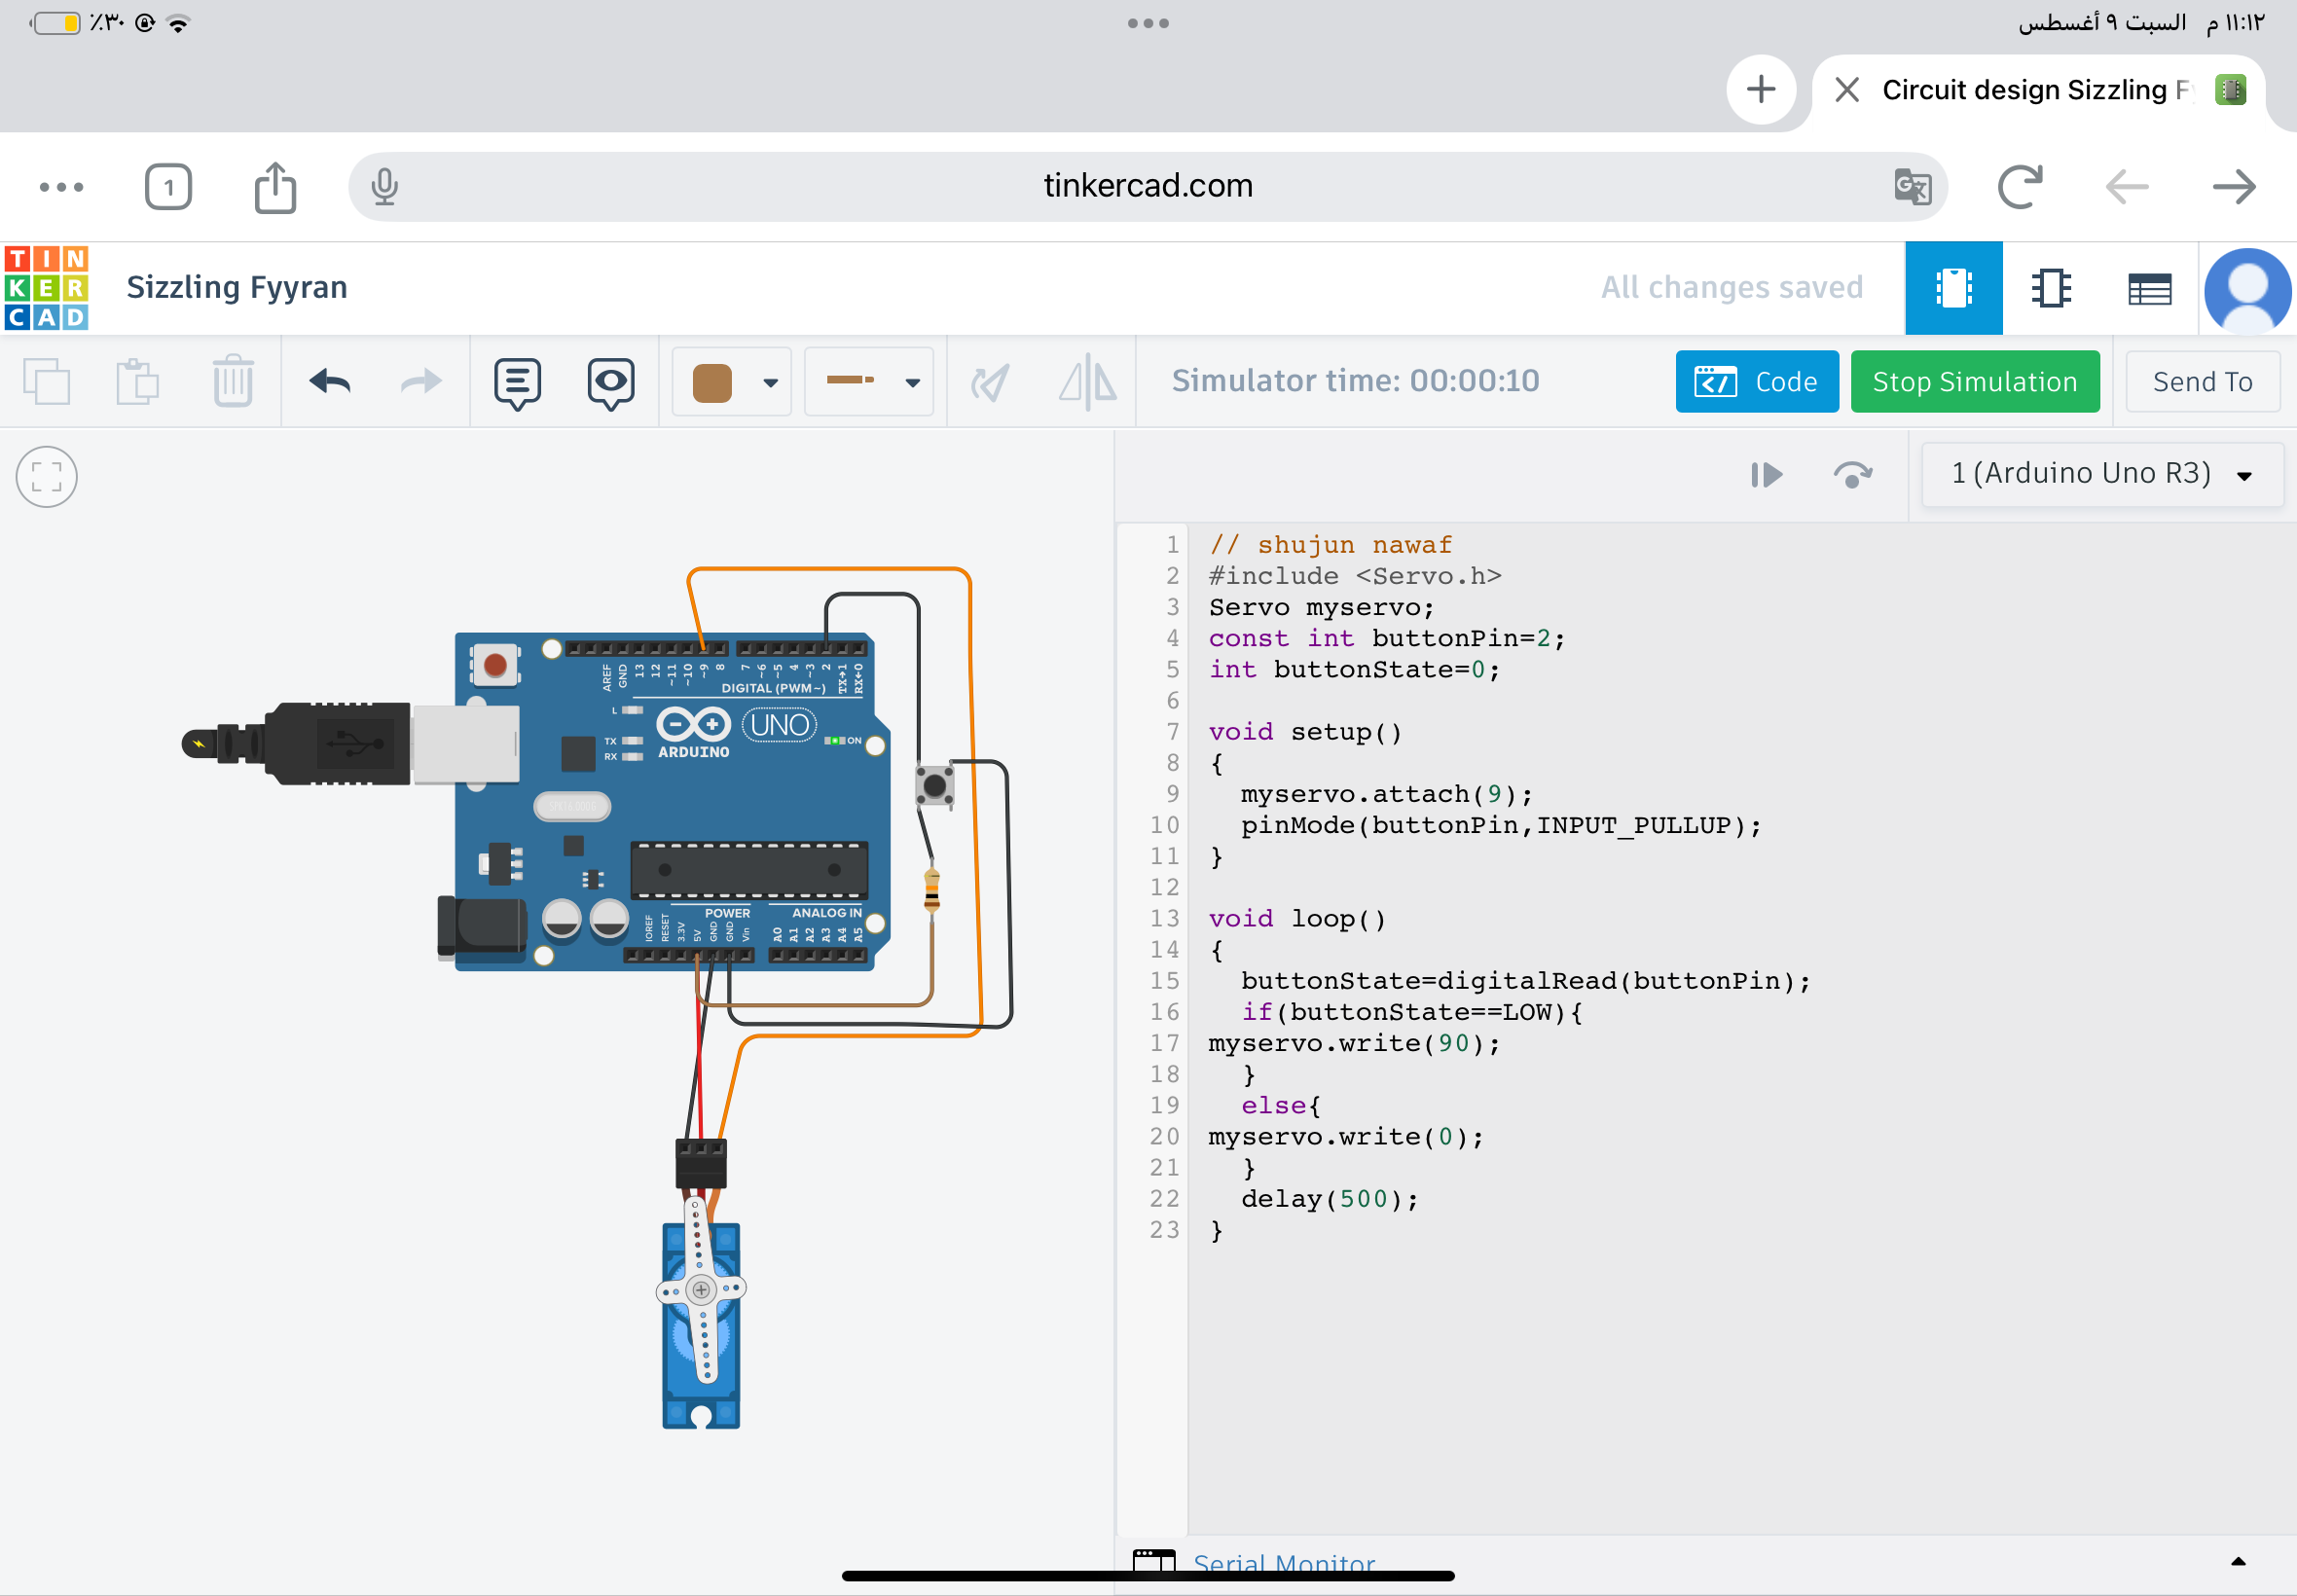 ١١:١٢ م السبت ٩ أغسطس
٪٣٠
Circuit design Sizzling F
1
tinkercad.com
TIN
KER
CAD
Sizzling Fyyran
All changes saved
Simulator time: 00:00:10
Code
Stop Simulation
Send To
1 (Arduino Uno R3)
AREF
GND
13
12
~11
~10
~9
8
7
~6
~5
4
~3
2
TX→1
RX←0
DIGITAL (PWM~)
L
TX
RX
ARDUINO
UNO
ON
POWER
ANALOG IN
IOREF
RESET
3.3V
5V
GND
GND
Vin
A0
A1
A2
A3
A4
A5
1 // shujun nawaf
2 #include <Servo.h>
3 Servo myservo;
4 const int buttonPin=2;
5 int buttonState=0;
6
7 void setup()
8 {
9   myservo.attach(9);
10   pinMode(buttonPin,INPUT_PULLUP);
11 }
12
13 void loop()
14 {
15   buttonState=digitalRead(buttonPin);
16   if(buttonState==LOW){
17 myservo.write(90);
18   }
19   else{
20 myservo.write(0);
21   }
22   delay(500);
23 }
Serial Monitor